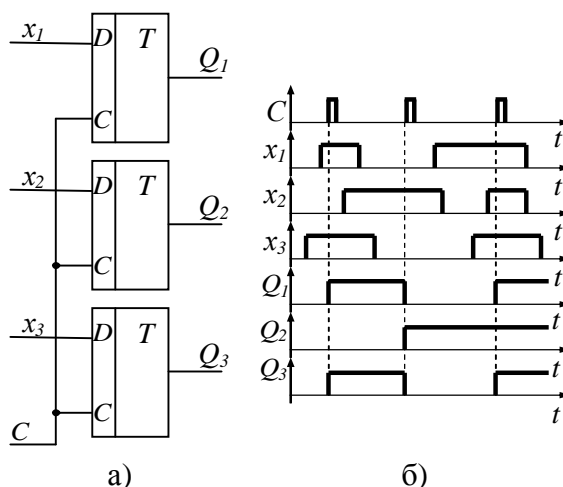 x1 D T Q1
C
x2 D T Q2
C
x3 D T Q3
C
C
а)
C t
x1 t
x2 t
x3 t
Q1 t
Q2 t
Q3 t
t
б)